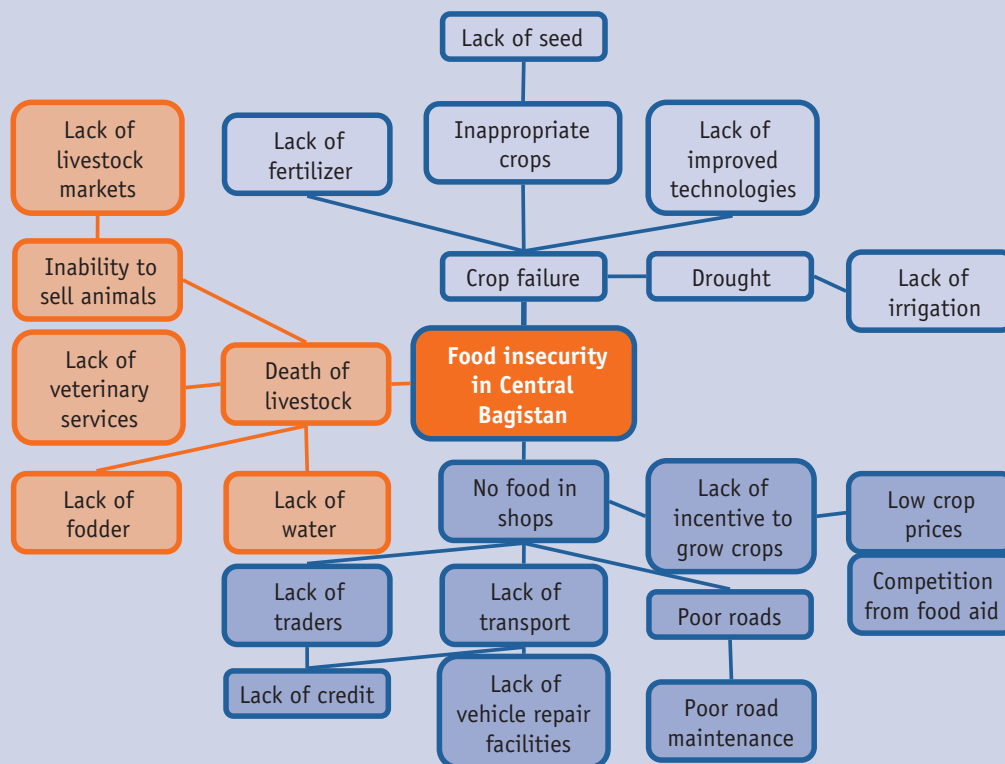 Lack of seed
Lack of
livestock
markets
Lack of
fertilizer
Inappropriate
crops
Lack of
improved
technologies
Inability to
sell animals
Crop failure
Drought
Lack of
irrigation
Lack of
veterinary
services
Death of
livestock
Food insecurity
in Central
Bagistan
Lack of
fodder
Lack of
water
No food in
shops
Lack of
incentive to
grow crops
Low crop
prices
Competition
from food aid
Lack of
traders
Lack of
transport
Poor roads
Lack of credit
Lack of
vehicle repair
facilities
Poor road
maintenance